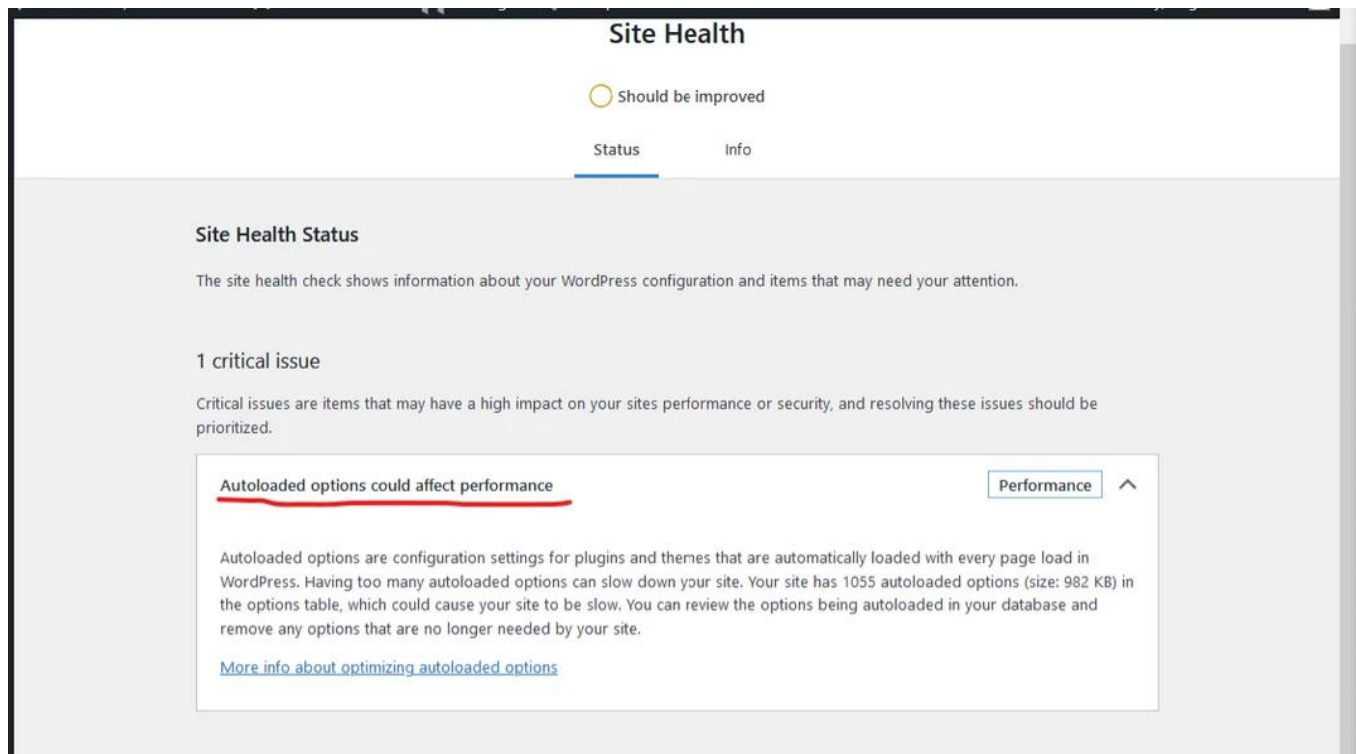 Site Health
Should be improved
Status Info
Site Health Status
The site health check shows information about your WordPress configuration and items that may need your attention.
1 critical issue
Critical issues are items that may have a high impact on your sites performance or security, and resolving these issues should be
prioritized.
Autoloaded options could affect performance Performance
Autoloaded options are configuration settings for plugins and themes that are automatically loaded with every page load in
WordPress. Having too many autoloaded options can slow down your site. Your site has 1055 autoloaded options (size: 982 KB) in
the options table, which could cause your site to be slow. You can review the options being autoloaded in your database and
remove any options that are no longer needed by your site.
More info about optimizing autoloaded options